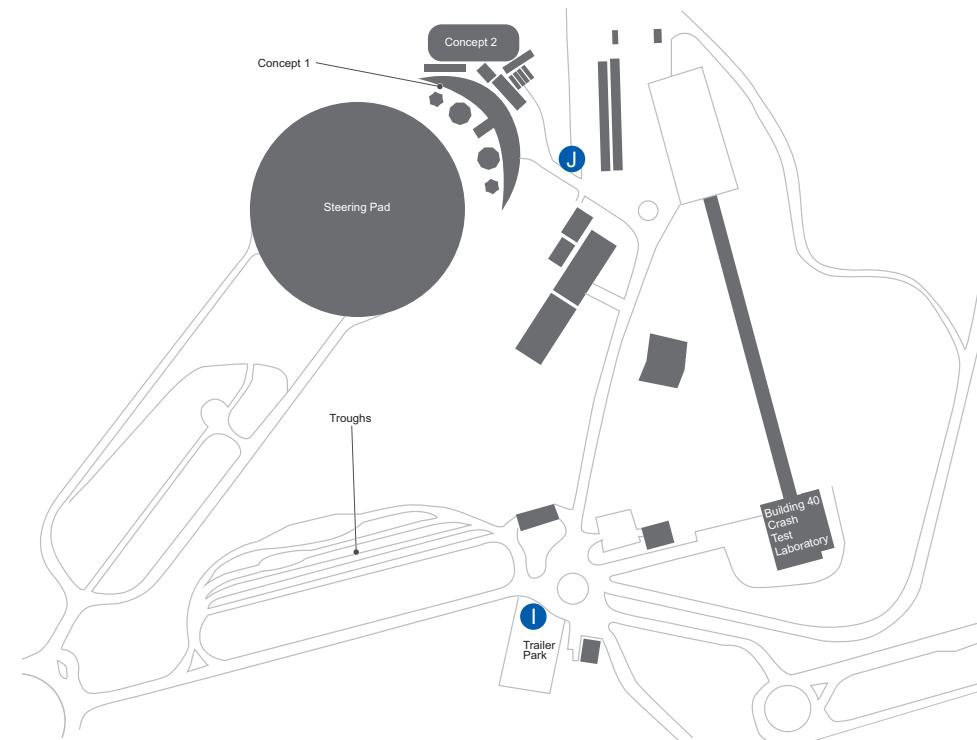 Concept 2
Concept 1
J
Steering Pad
Troughs
Building 40
Crash
Test
Laboratory
I
Trailer
Park